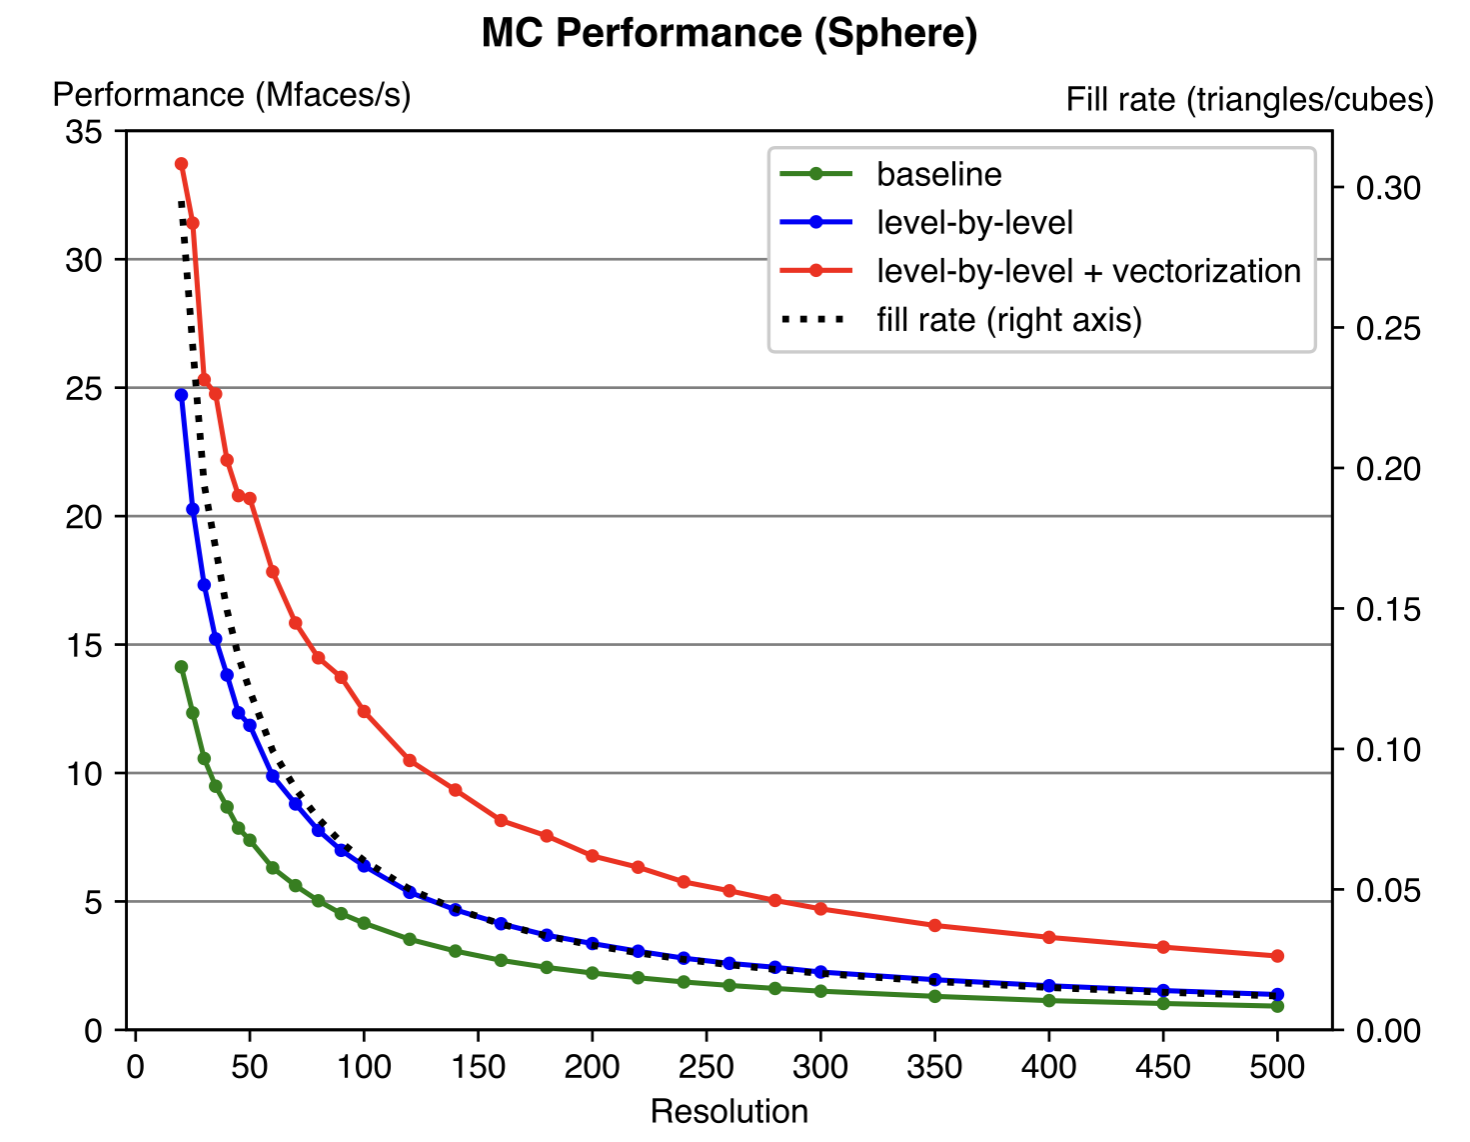 MC Performance (Sphere)
Performance (Mfaces/s)
Fill rate (triangles/cubes)
35
30
25
20
15
10
5
0
baseline
level-by-level
level-by-level + vectorization
fill rate (right axis)
0.30
0.25
0.20
0.15
0.10
0.05
0.00
0 50 100 150 200 250 300 350 400 450 500
Resolution